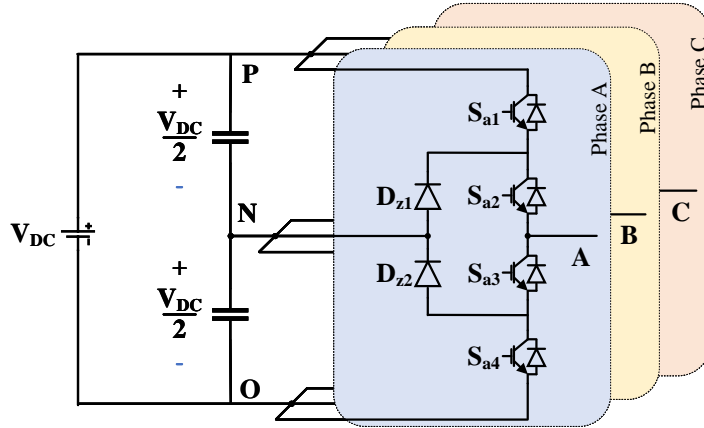 P
+
V_DC
2
-
N
V_DC
+
+
V_DC
2
-
O
S_a1
D_z1
S_a2
A
D_z2
S_a3
S_a4
Phase A
B
Phase B
C
Phase C